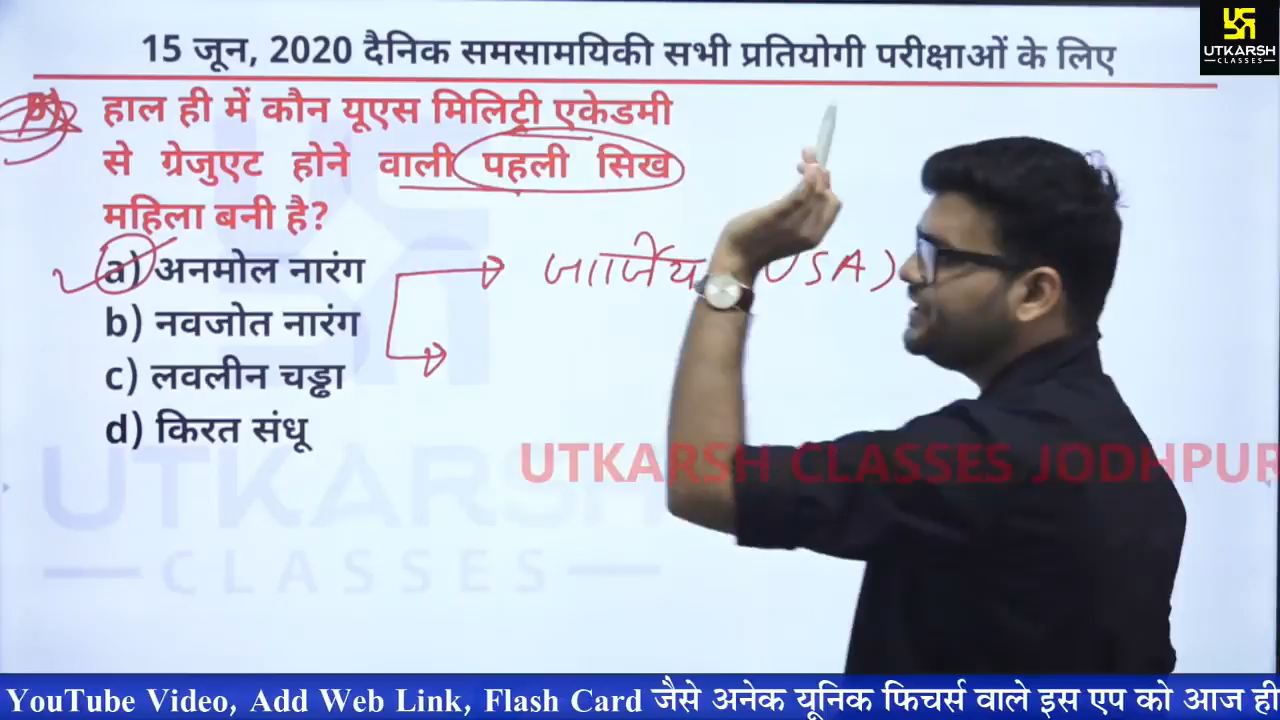 UTKARSH
CLASSES
15 जून, 2020 दैनिक समसामयिकी सभी प्रतियोगी परीक्षाओं के लिए
हाल ही में कौन यूएस मिलिट्री एकेडमी
से ग्रेजुएट होने वाली पहली सिख
महिला बनी है?
a) अनमोल नारंग
जार्जिय USA)
b) नवजोत नारंग
c) लवलीन चड्ढा
d) किरत संधू
UTKARSH CLASSES JODHPUR
UTKARSH
CLASSES
YouTube Video, Add Web Link, Flash Card जैसे अनेक यूनिक फिचर्स वाले इस एप को आज ही